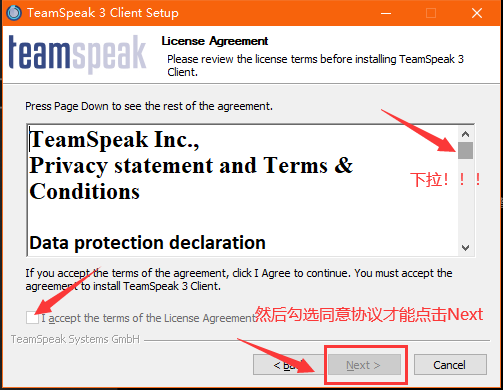 TeamSpeak 3 Client Setup
teamspeak
License Agreement
Please review the license terms before installing TeamSpeak 3
Client.
Press Page Down to see the rest of the agreement.
TeamSpeak Inc.,
Privacy statement and Terms &
Conditions
Data protection declaration
下拉！！！
If you accept the terms of the agreement, click I Agree to continue. You must accept the
agreement to install TeamSpeak 3 Client.
I accept the terms of the License Agreement
然后勾选同意协议才能点击Next
TeamSpeak Systems GmbH
Next >
Cancel